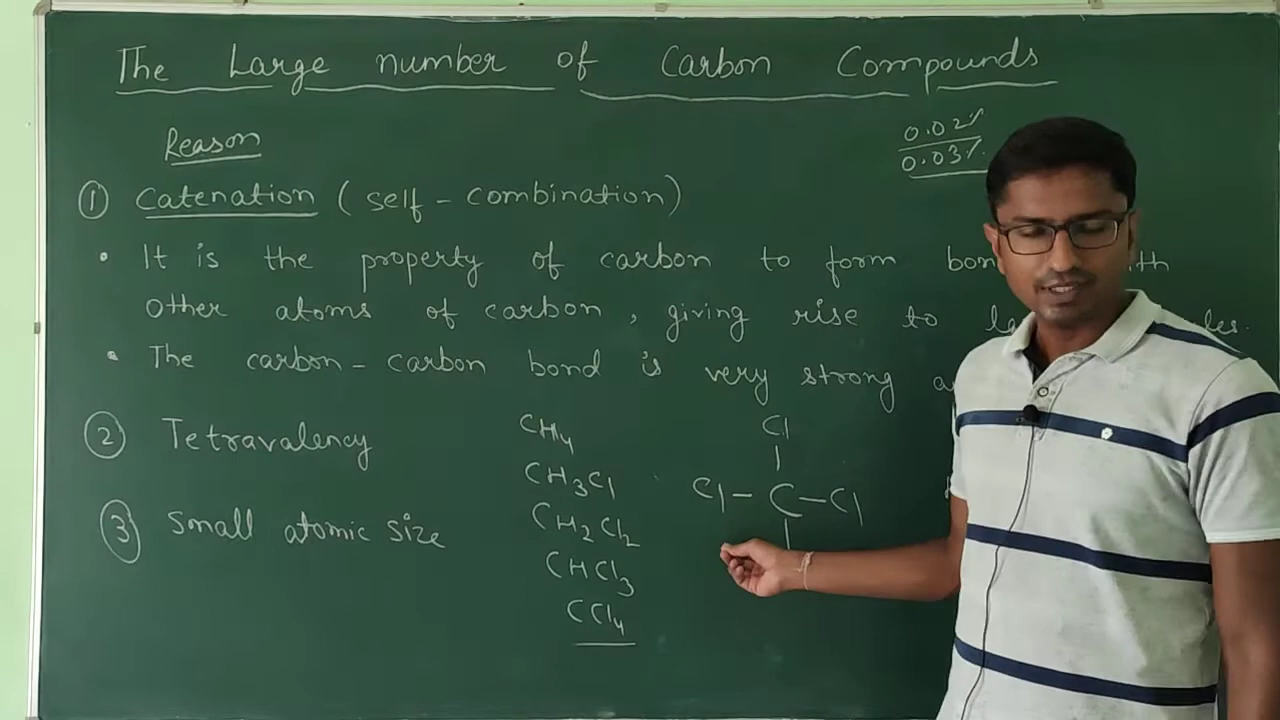 The Large number of Carbon Compounds
0.02%
0.03%
Reason
① Catenation ( self - combination )
• It is the property of carbon to form
other atoms of carbon, giving rise to
• The carbon - carbon bond is very strong
② Tetravalency
CH4
CH3Cl
CH2Cl2
CHCl3
CCl4
Cl
Cl - C - Cl
③ Small atomic size